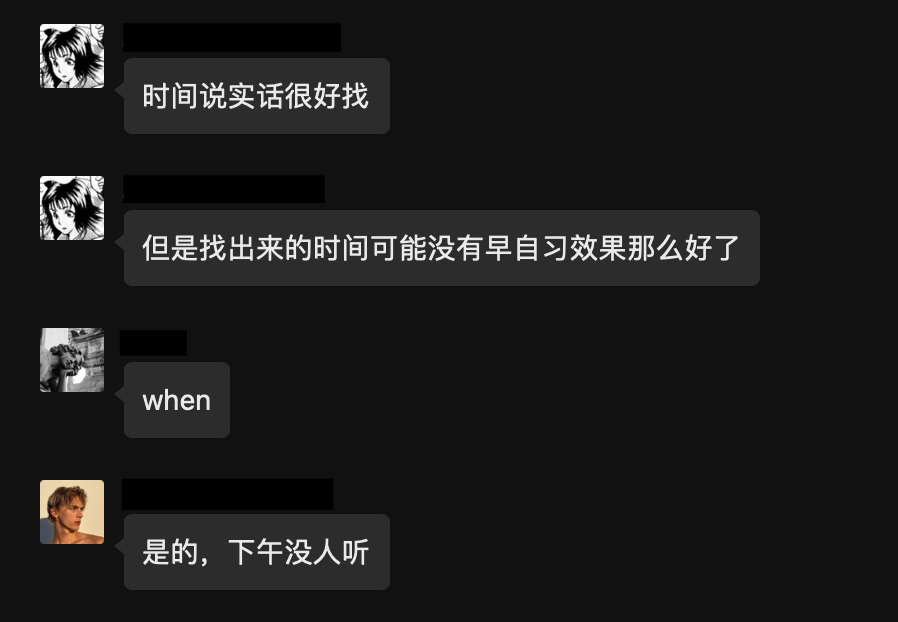 时间说实话很好找
但是找出来的时间可能没有早自习效果那么好了
when
是的，下午没人听